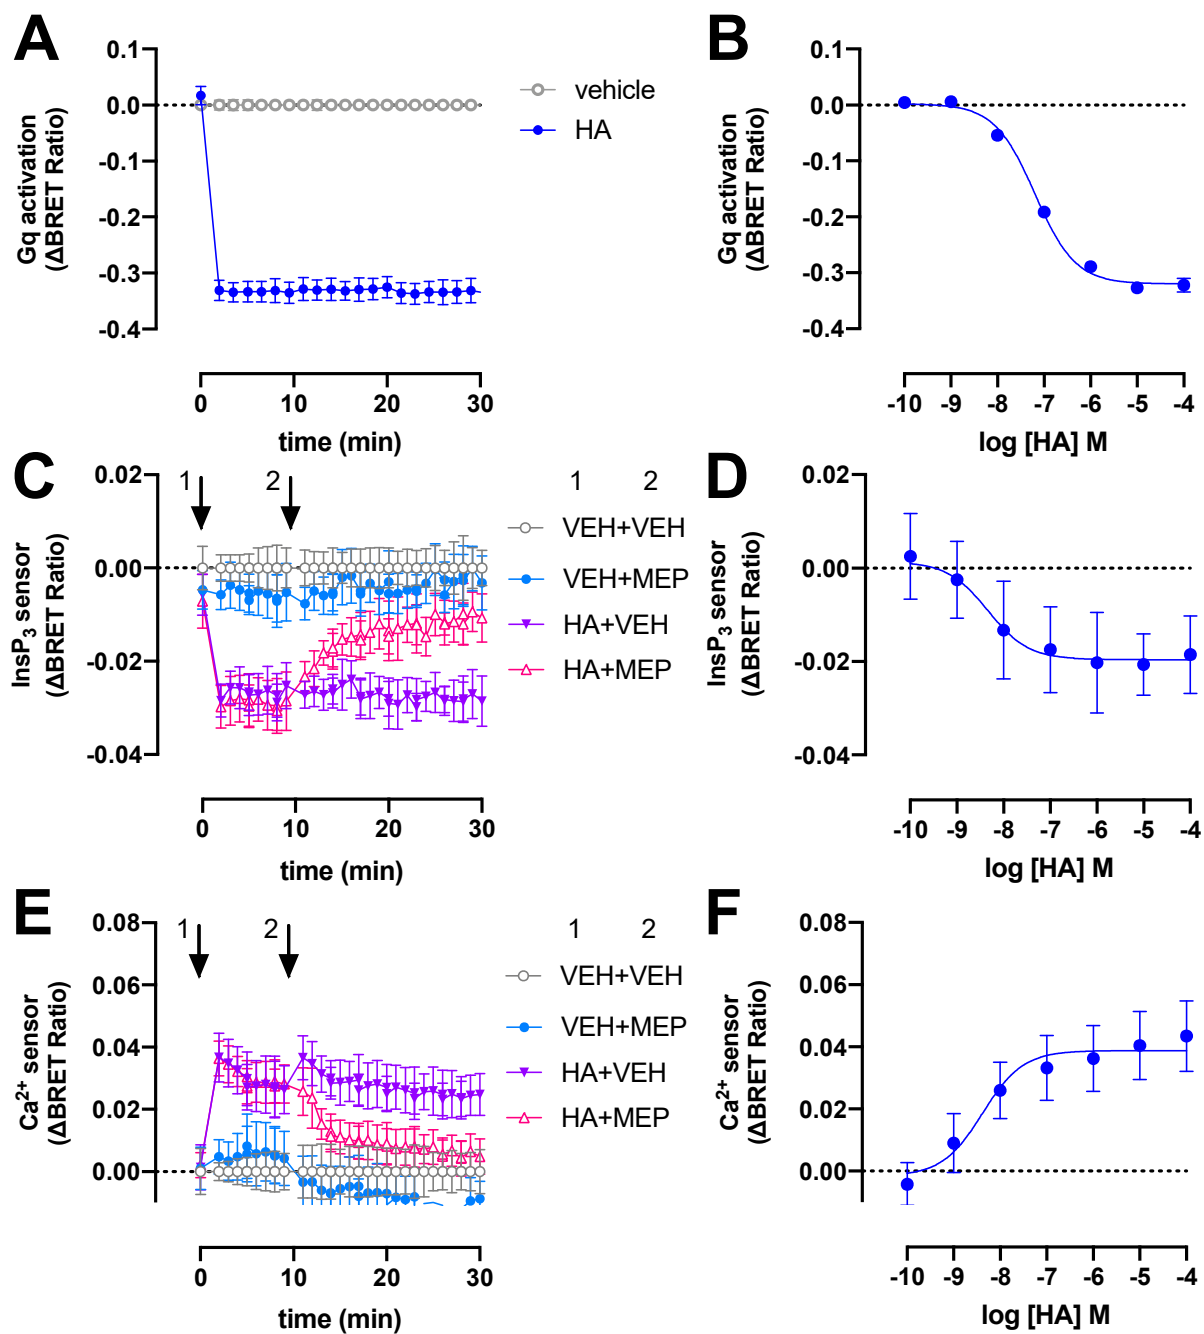 A
0.1
0.0
-0.1
-0.2
-0.3
-0.4
Gq activation
(ΔBRET Ratio)
0 10 20 30
time (min)
vehicle
HA
B
0.1
0.0
-0.1
-0.2
-0.3
-0.4
Gq activation
(ΔBRET Ratio)
-10 -9 -8 -7 -6 -5 -4
log [HA] M
C
0.02
0.00
-0.02
-0.04
InsP3 sensor
(ΔBRET Ratio)
1 2
0 10 20 30
time (min)
1 2
VEH+VEH
VEH+MEP
HA+VEH
HA+MEP
D
0.02
0.00
-0.02
-0.04
InsP3 sensor
(ΔBRET Ratio)
-10 -9 -8 -7 -6 -5 -4
log [HA] M
E
0.08
0.06
0.04
0.02
0.00
Ca2+ sensor
(ΔBRET Ratio)
1 2
0 10 20 30
time (min)
1 2
VEH+VEH
VEH+MEP
HA+VEH
HA+MEP
F
0.08
0.06
0.04
0.02
0.00
Ca2+ sensor
(ΔBRET Ratio)
-10 -9 -8 -7 -6 -5 -4
log [HA] M